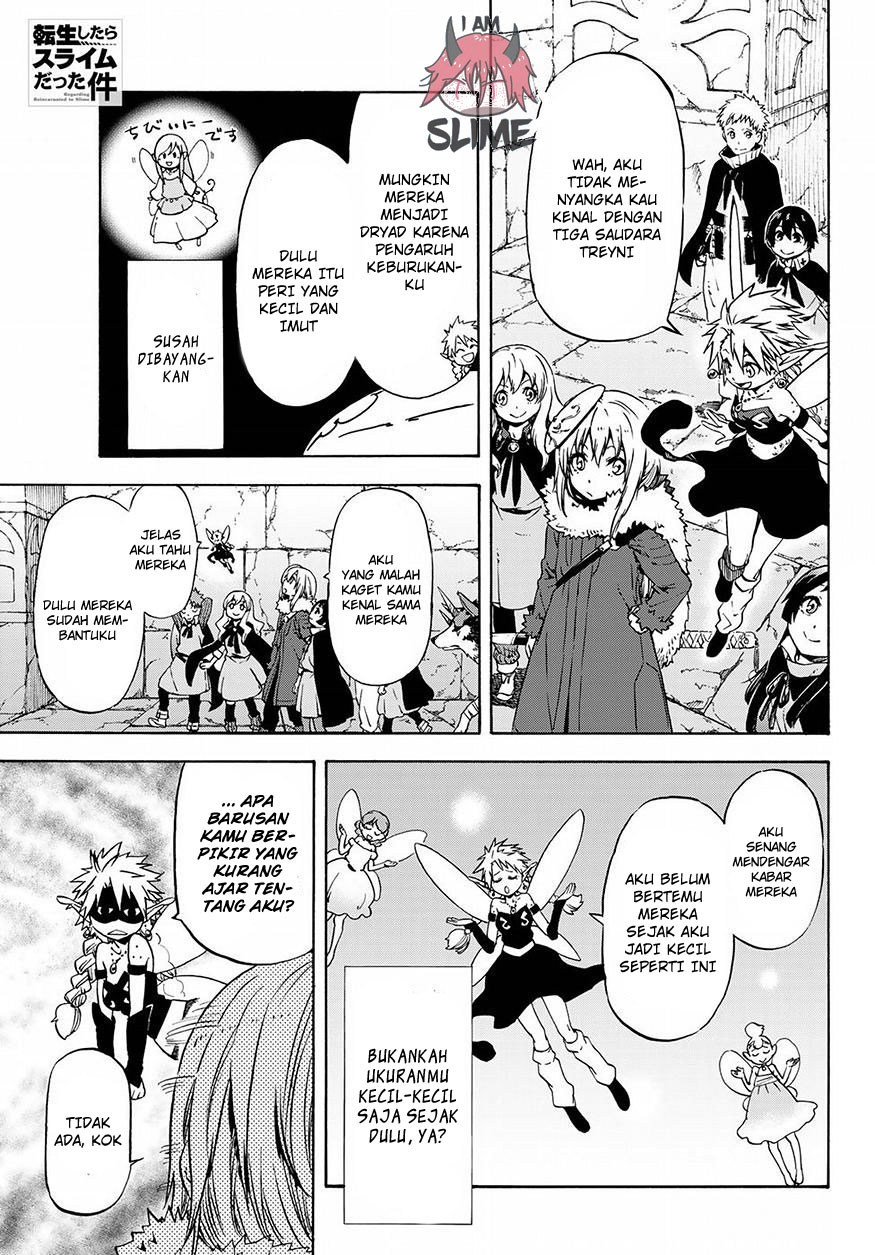 転生したら
スライム
だった件
Regarding
Reincarnated to Slime
I AM
SLIME
WAH, AKU
TIDAK ME-
NYANGKA KAU
KENAL DENGAN
TIGA SAUDARA
TREYNI
MUNGKIN
MEREKA
MENJADI
DRYAD KARENA
PENGARUH
KEBURUKAN-
KU
DULU
MEREKA ITU
PERI YANG
KECIL DAN
IMUT
ちびぃにーです
SUSAH
DIBAYANG-
KAN
AKU
YANG MALAH
KAGET KAMU
KENAL SAMA
MEREKA
JELAS
AKU TAHU
MEREKA
DULU MEREKA
SUDAH MEM-
BANTUKU
AKU
SENANG
MENDENGAR
KABAR
MEREKA
AKU BELUM
BERTEMU
MEREKA
SEJAK AKU
JADI KECIL
SEPERTI INI
BUKANKAH
UKURANMU
KECIL-KECIL
SAJA SEJAK
DULU, YA?
... APA
BARUSAN
KAMU BER-
PIKIR YANG
KURANG
AJAR TEN-
TANG AKU?
TIDAK
ADA, KOK